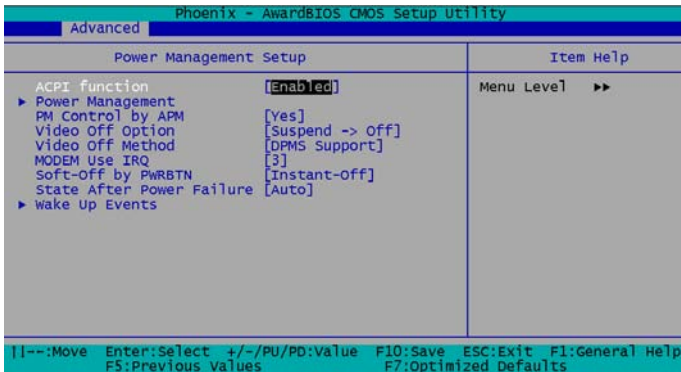 Phoenix - AwardBIOS CMOS Setup Utility
Advanced
Power Management Setup
Item Help
ACPI function [Enabled]
Menu Level ▶▶
▶ Power Management
PM Control by APM [Yes]
Video Off Option [Suspend -> Off]
Video Off Method [DPMS Support]
MODEM Use IRQ [3]
Soft-Off by PWRBTN [Instant-Off]
State After Power Failure [Auto]
▶ Wake Up Events
||--:Move Enter:Select +/-/PU/PD:Value F10:Save ESC:Exit F1:General Help
F5:Previous Values F7:Optimized Defaults